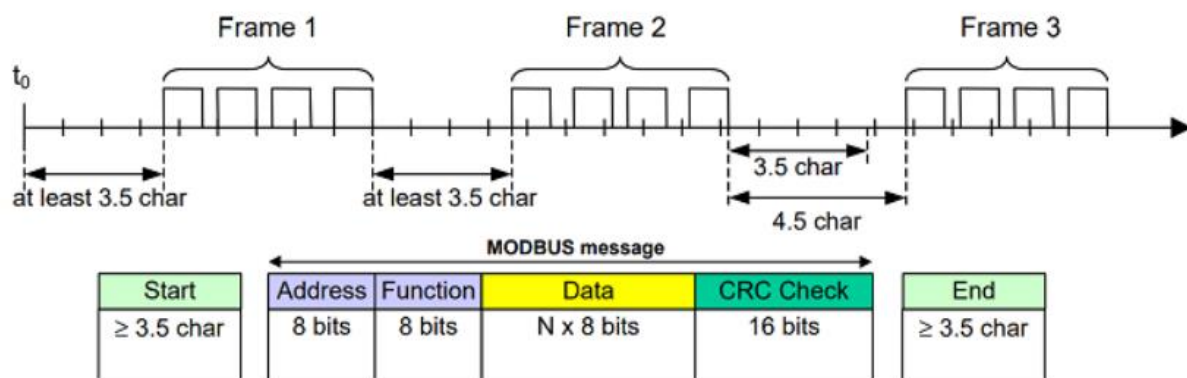 Frame 1 Frame 2 Frame 3
t0
3.5 char
at least 3.5 char at least 3.5 char
4.5 char
MODBUS message
Start Address Function Data CRC Check End
≥ 3.5 char 8 bits 8 bits N x 8 bits 16 bits ≥ 3.5 char